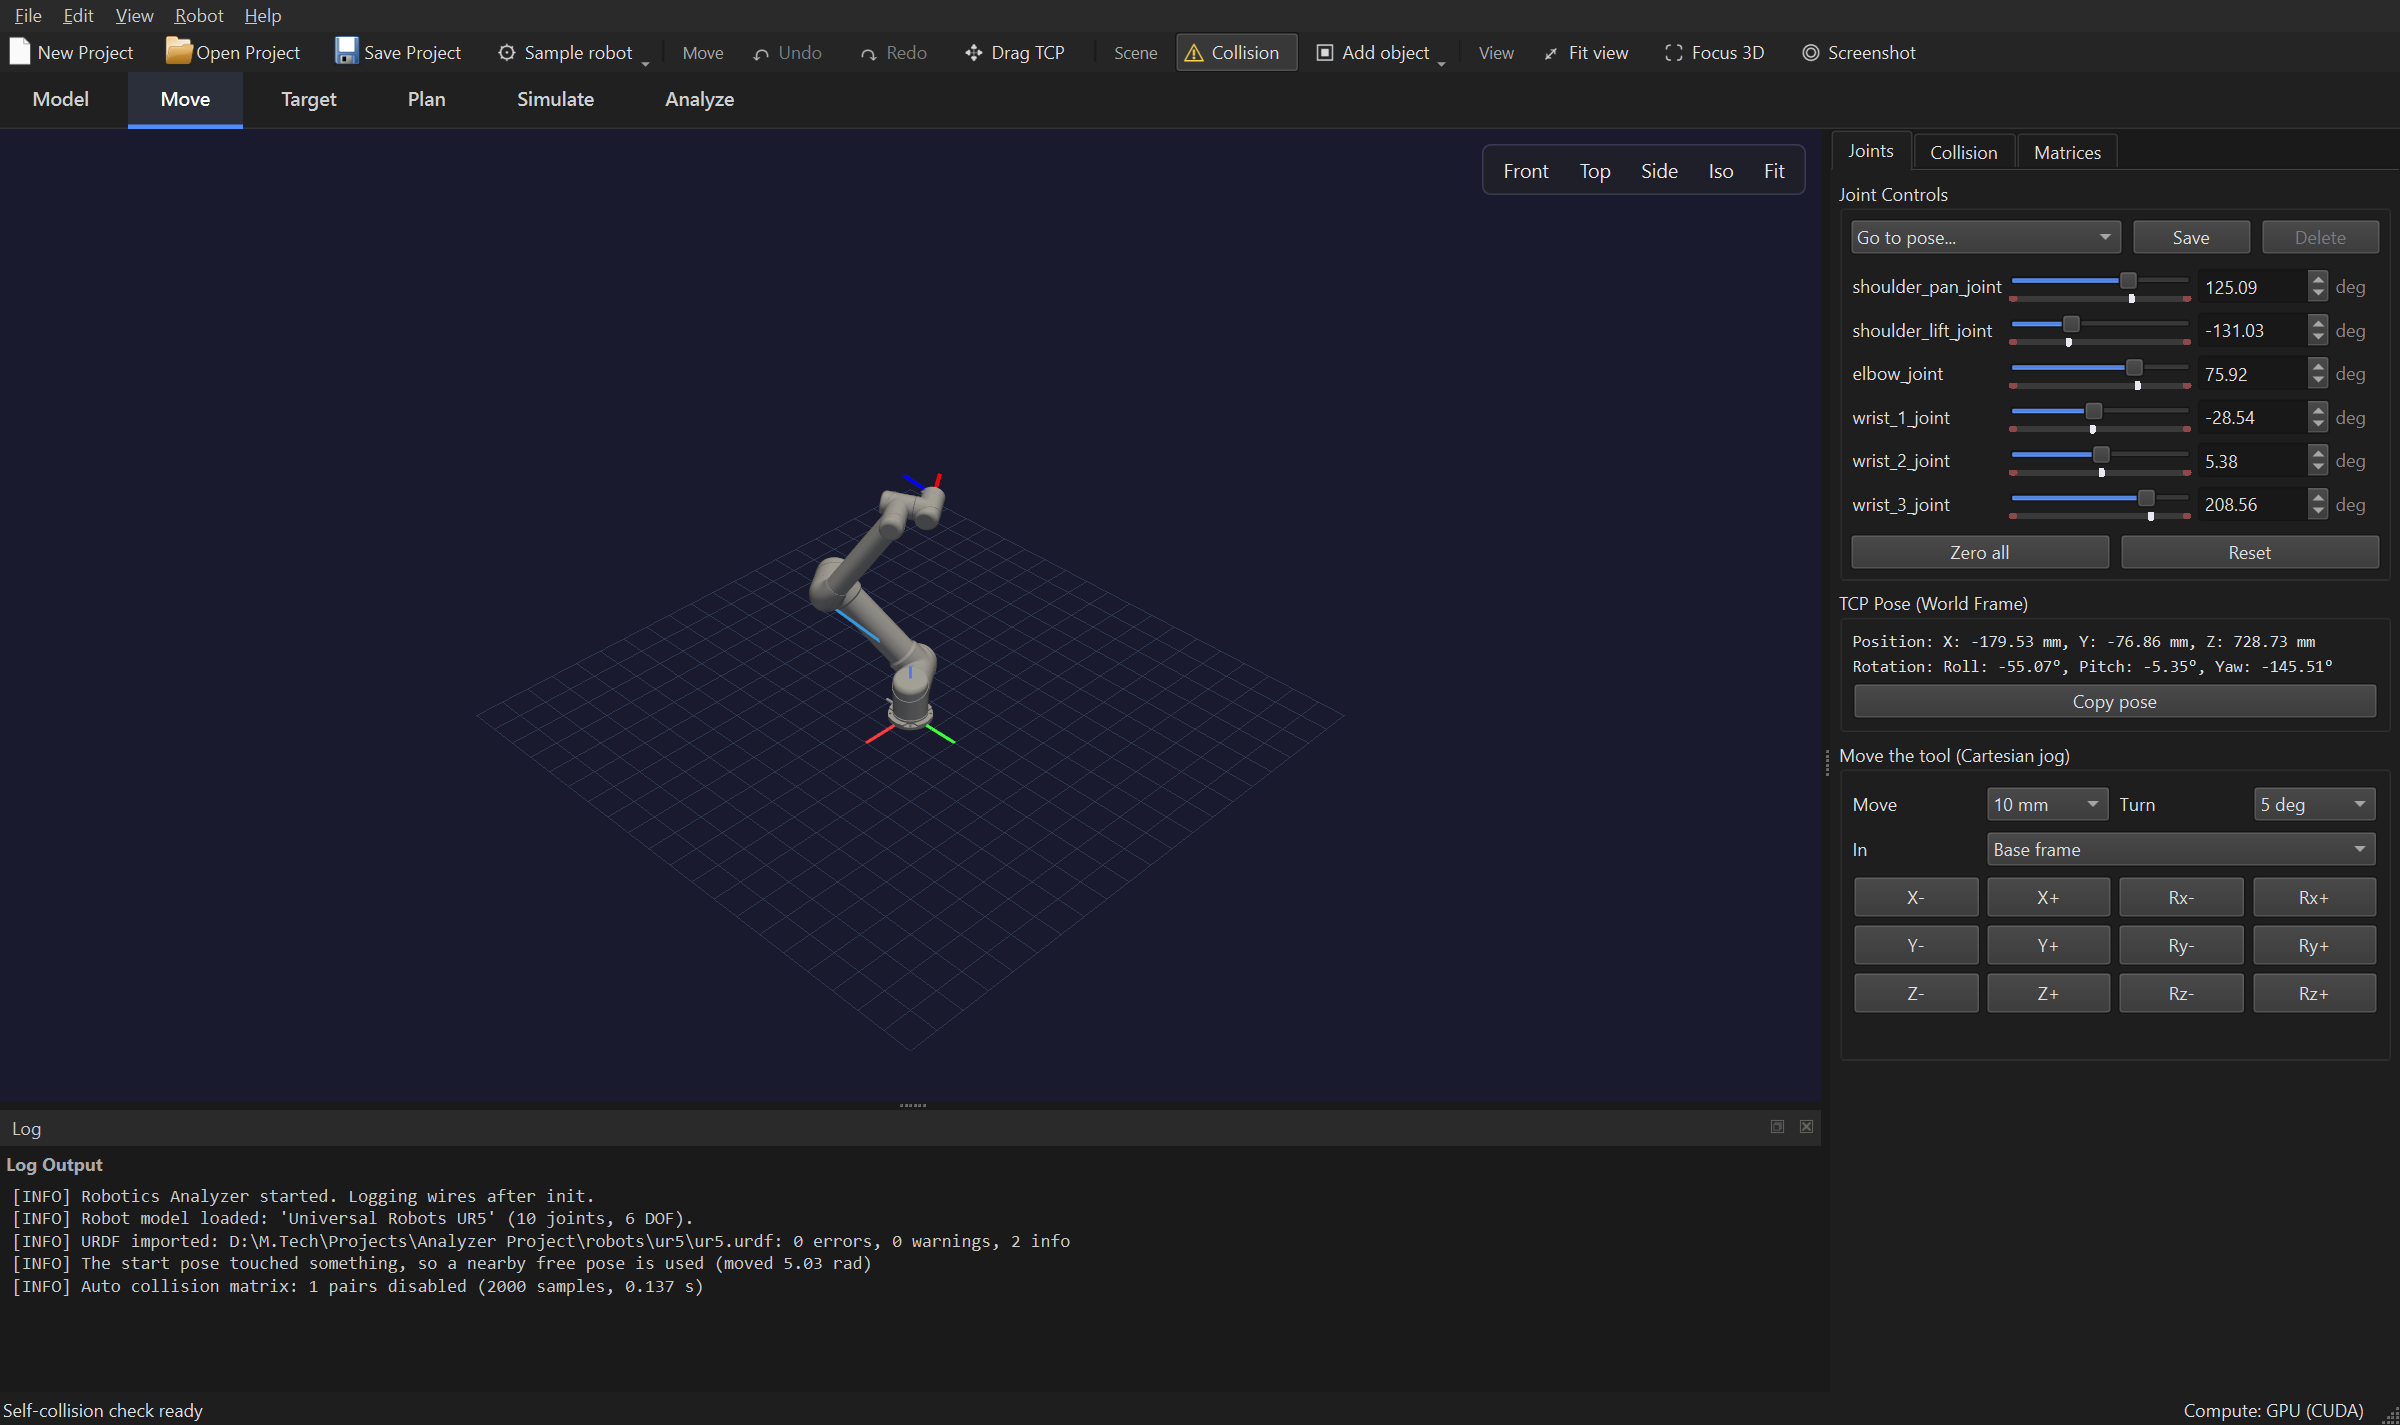 File Edit View Robot Help
New Project Open Project Save Project Sample robot Move Undo Redo Drag TCP Scene Collision Add object View Fit view Focus 3D Screenshot
Model Move Target Plan Simulate Analyze
Front Top Side Iso Fit
Joints Collision Matrices
Joint Controls
Go to pose... Save Delete
shoulder_pan_joint 125.09 deg
shoulder_lift_joint -131.03 deg
elbow_joint 75.92 deg
wrist_1_joint -28.54 deg
wrist_2_joint 5.38 deg
wrist_3_joint 208.56 deg
Zero all Reset
TCP Pose (World Frame)
Position: X: -179.53 mm, Y: -76.86 mm, Z: 728.73 mm
Rotation: Roll: -55.07°, Pitch: -5.35°, Yaw: -145.51°
Copy pose
Move the tool (Cartesian jog)
Move 10 mm Turn 5 deg
In Base frame
X- X+ Rx- Rx+
Y- Y+ Ry- Ry+
Z- Z+ Rz- Rz+
Log
Log Output
[INFO] Robotics Analyzer started. Logging wires after init.
[INFO] Robot model loaded: 'Universal Robots UR5' (10 joints, 6 DOF).
[INFO] URDF imported: D:\M.Tech\Projects\Analyzer Project\robots\ur5\ur5.urdf: 0 errors, 0 warnings, 2 info
[INFO] The start pose touched something, so a nearby free pose is used (moved 5.03 rad)
[INFO] Auto collision matrix: 1 pairs disabled (2000 samples, 0.137 s)
Self-collision check ready
Compute: GPU (CUDA)